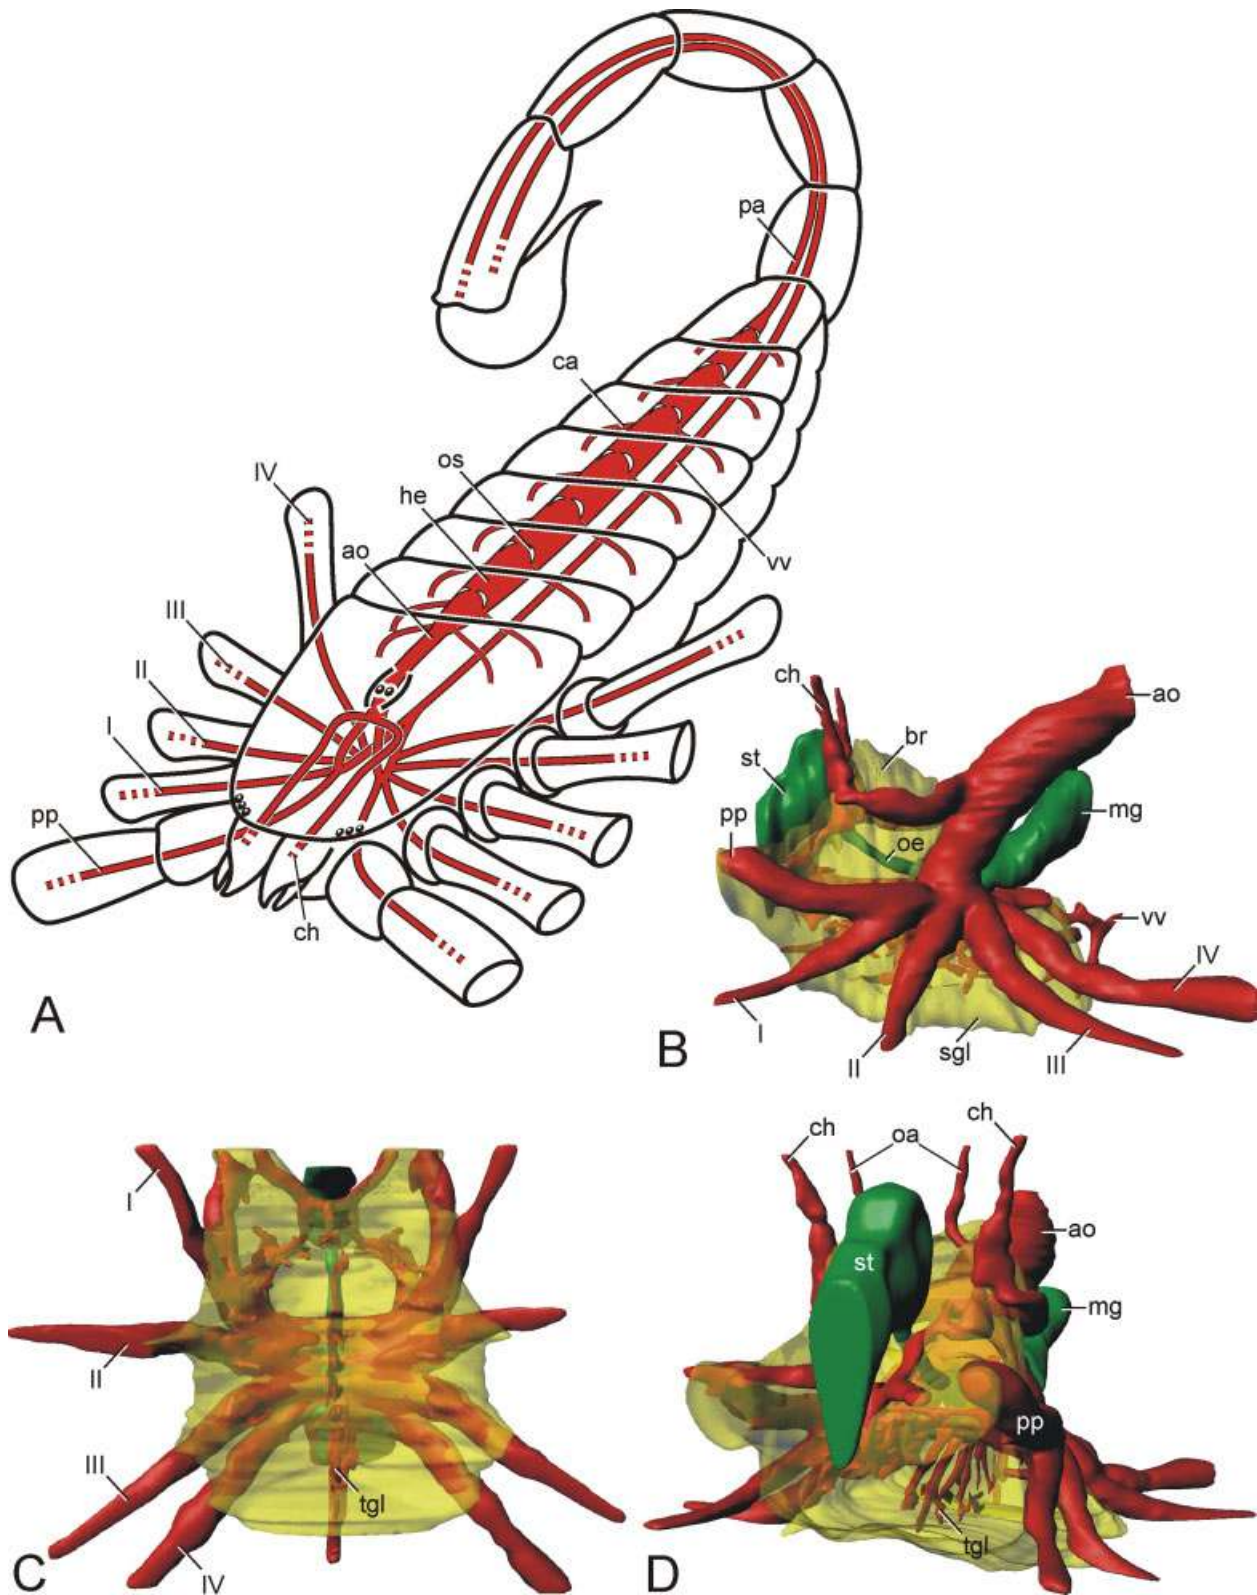 pa
ca
os
he
ao
IV
III
II
I
pp
vv
ch
A
ch
ao
br
st
mg
pp
oe
vv
IV
I
II
sgl
III
B
I
II
III
tgl
IV
C
ch
oa
ch
ao
st
mg
pp
tgl
D